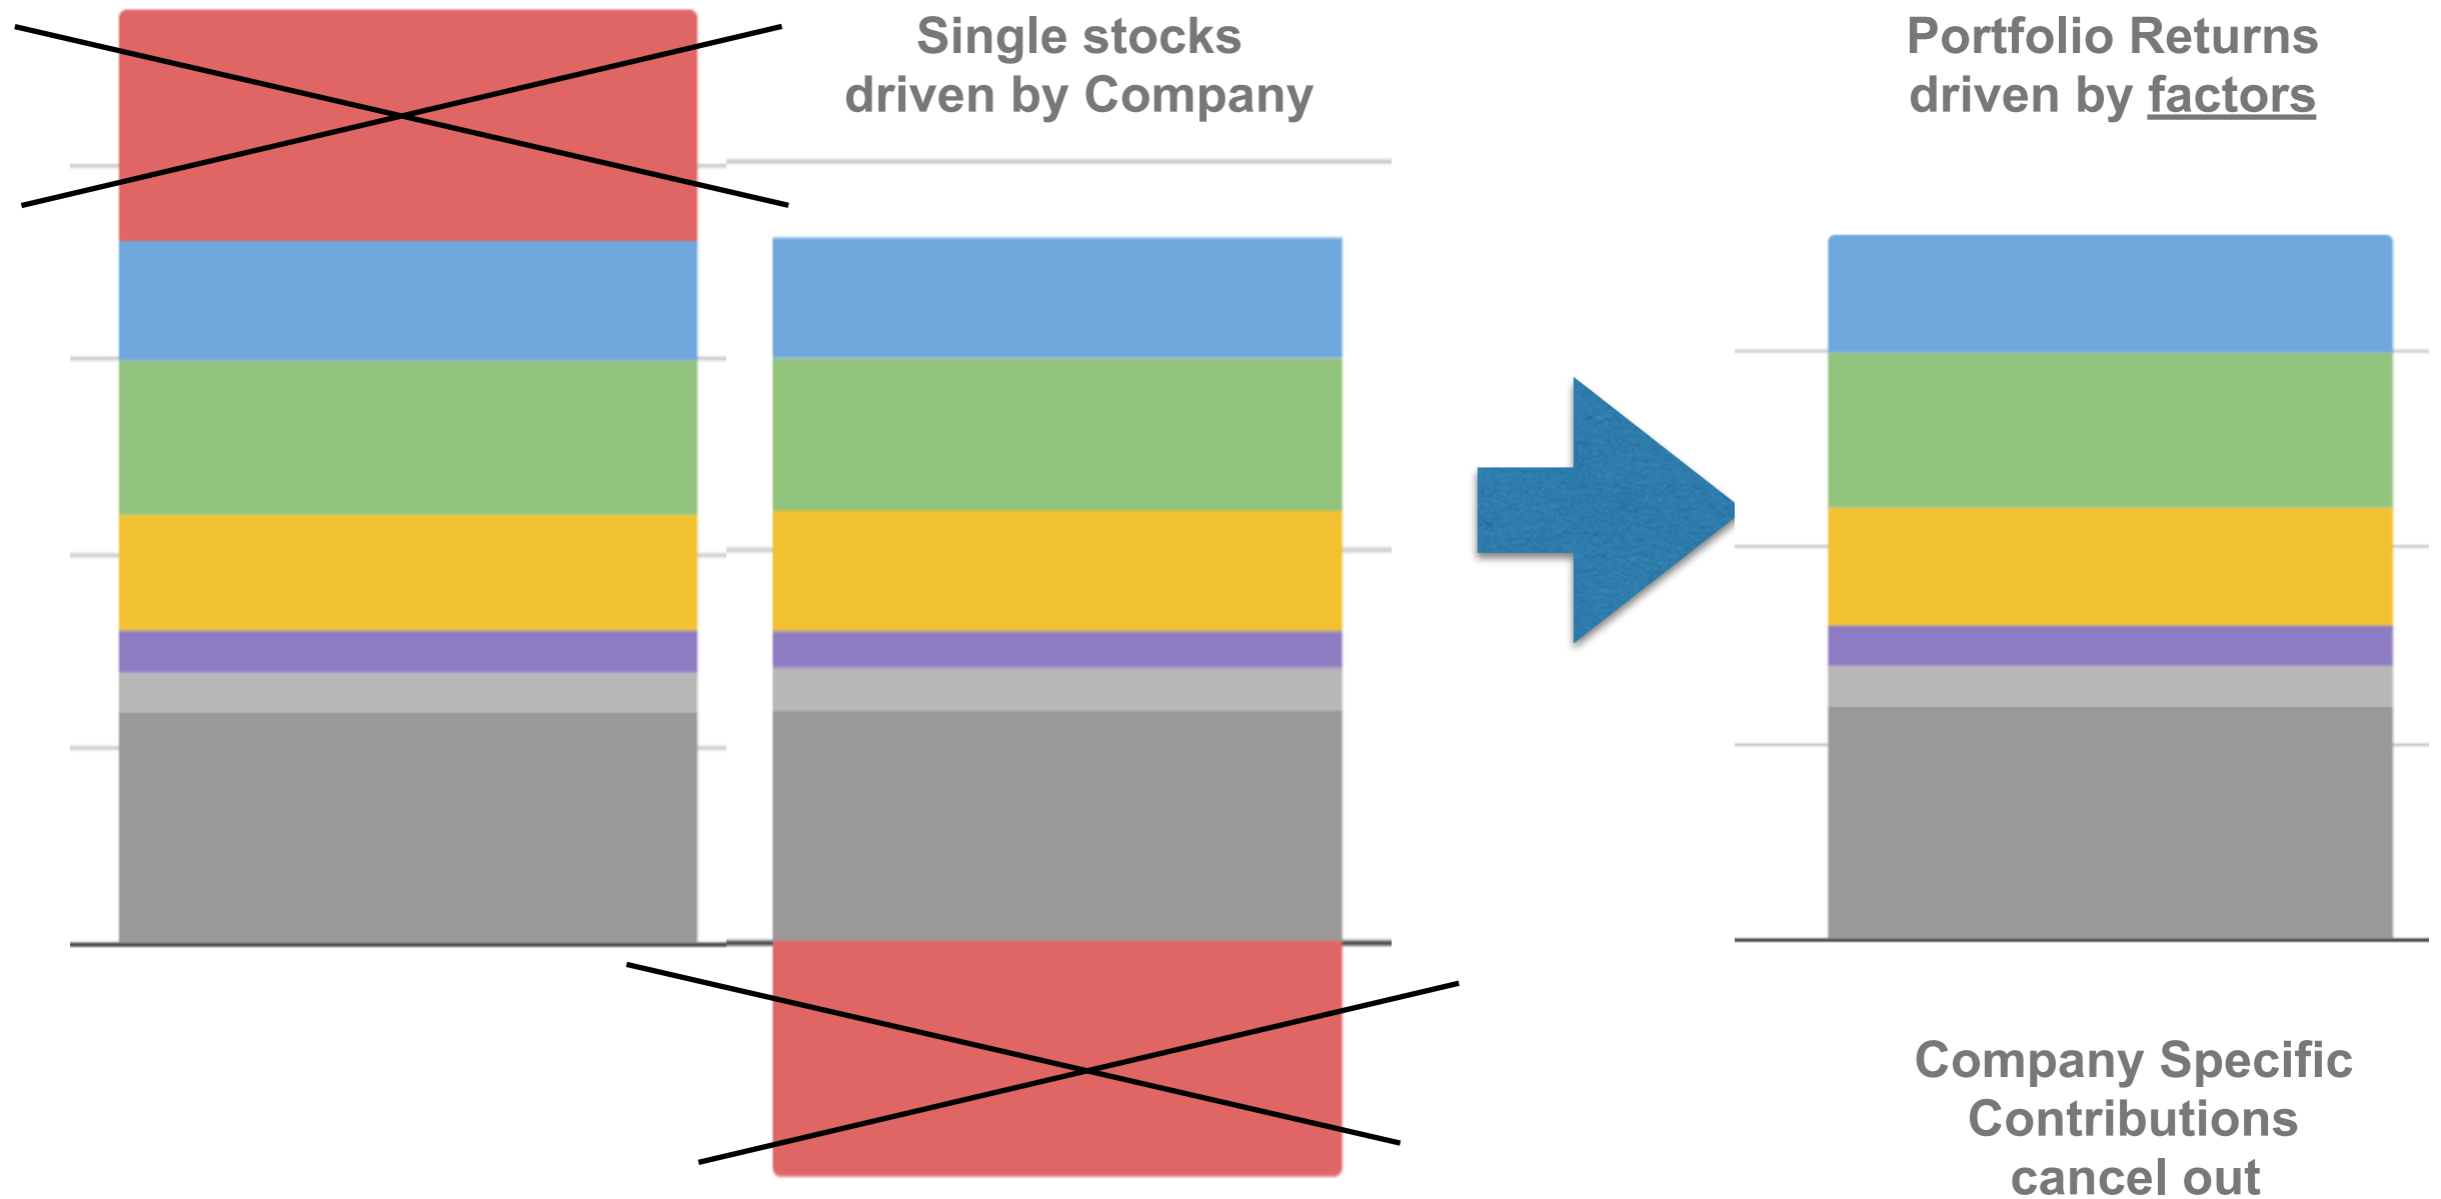 Single stocks
driven by Company
Portfolio Returns
driven by factors
Company Specific
Contributions
cancel out